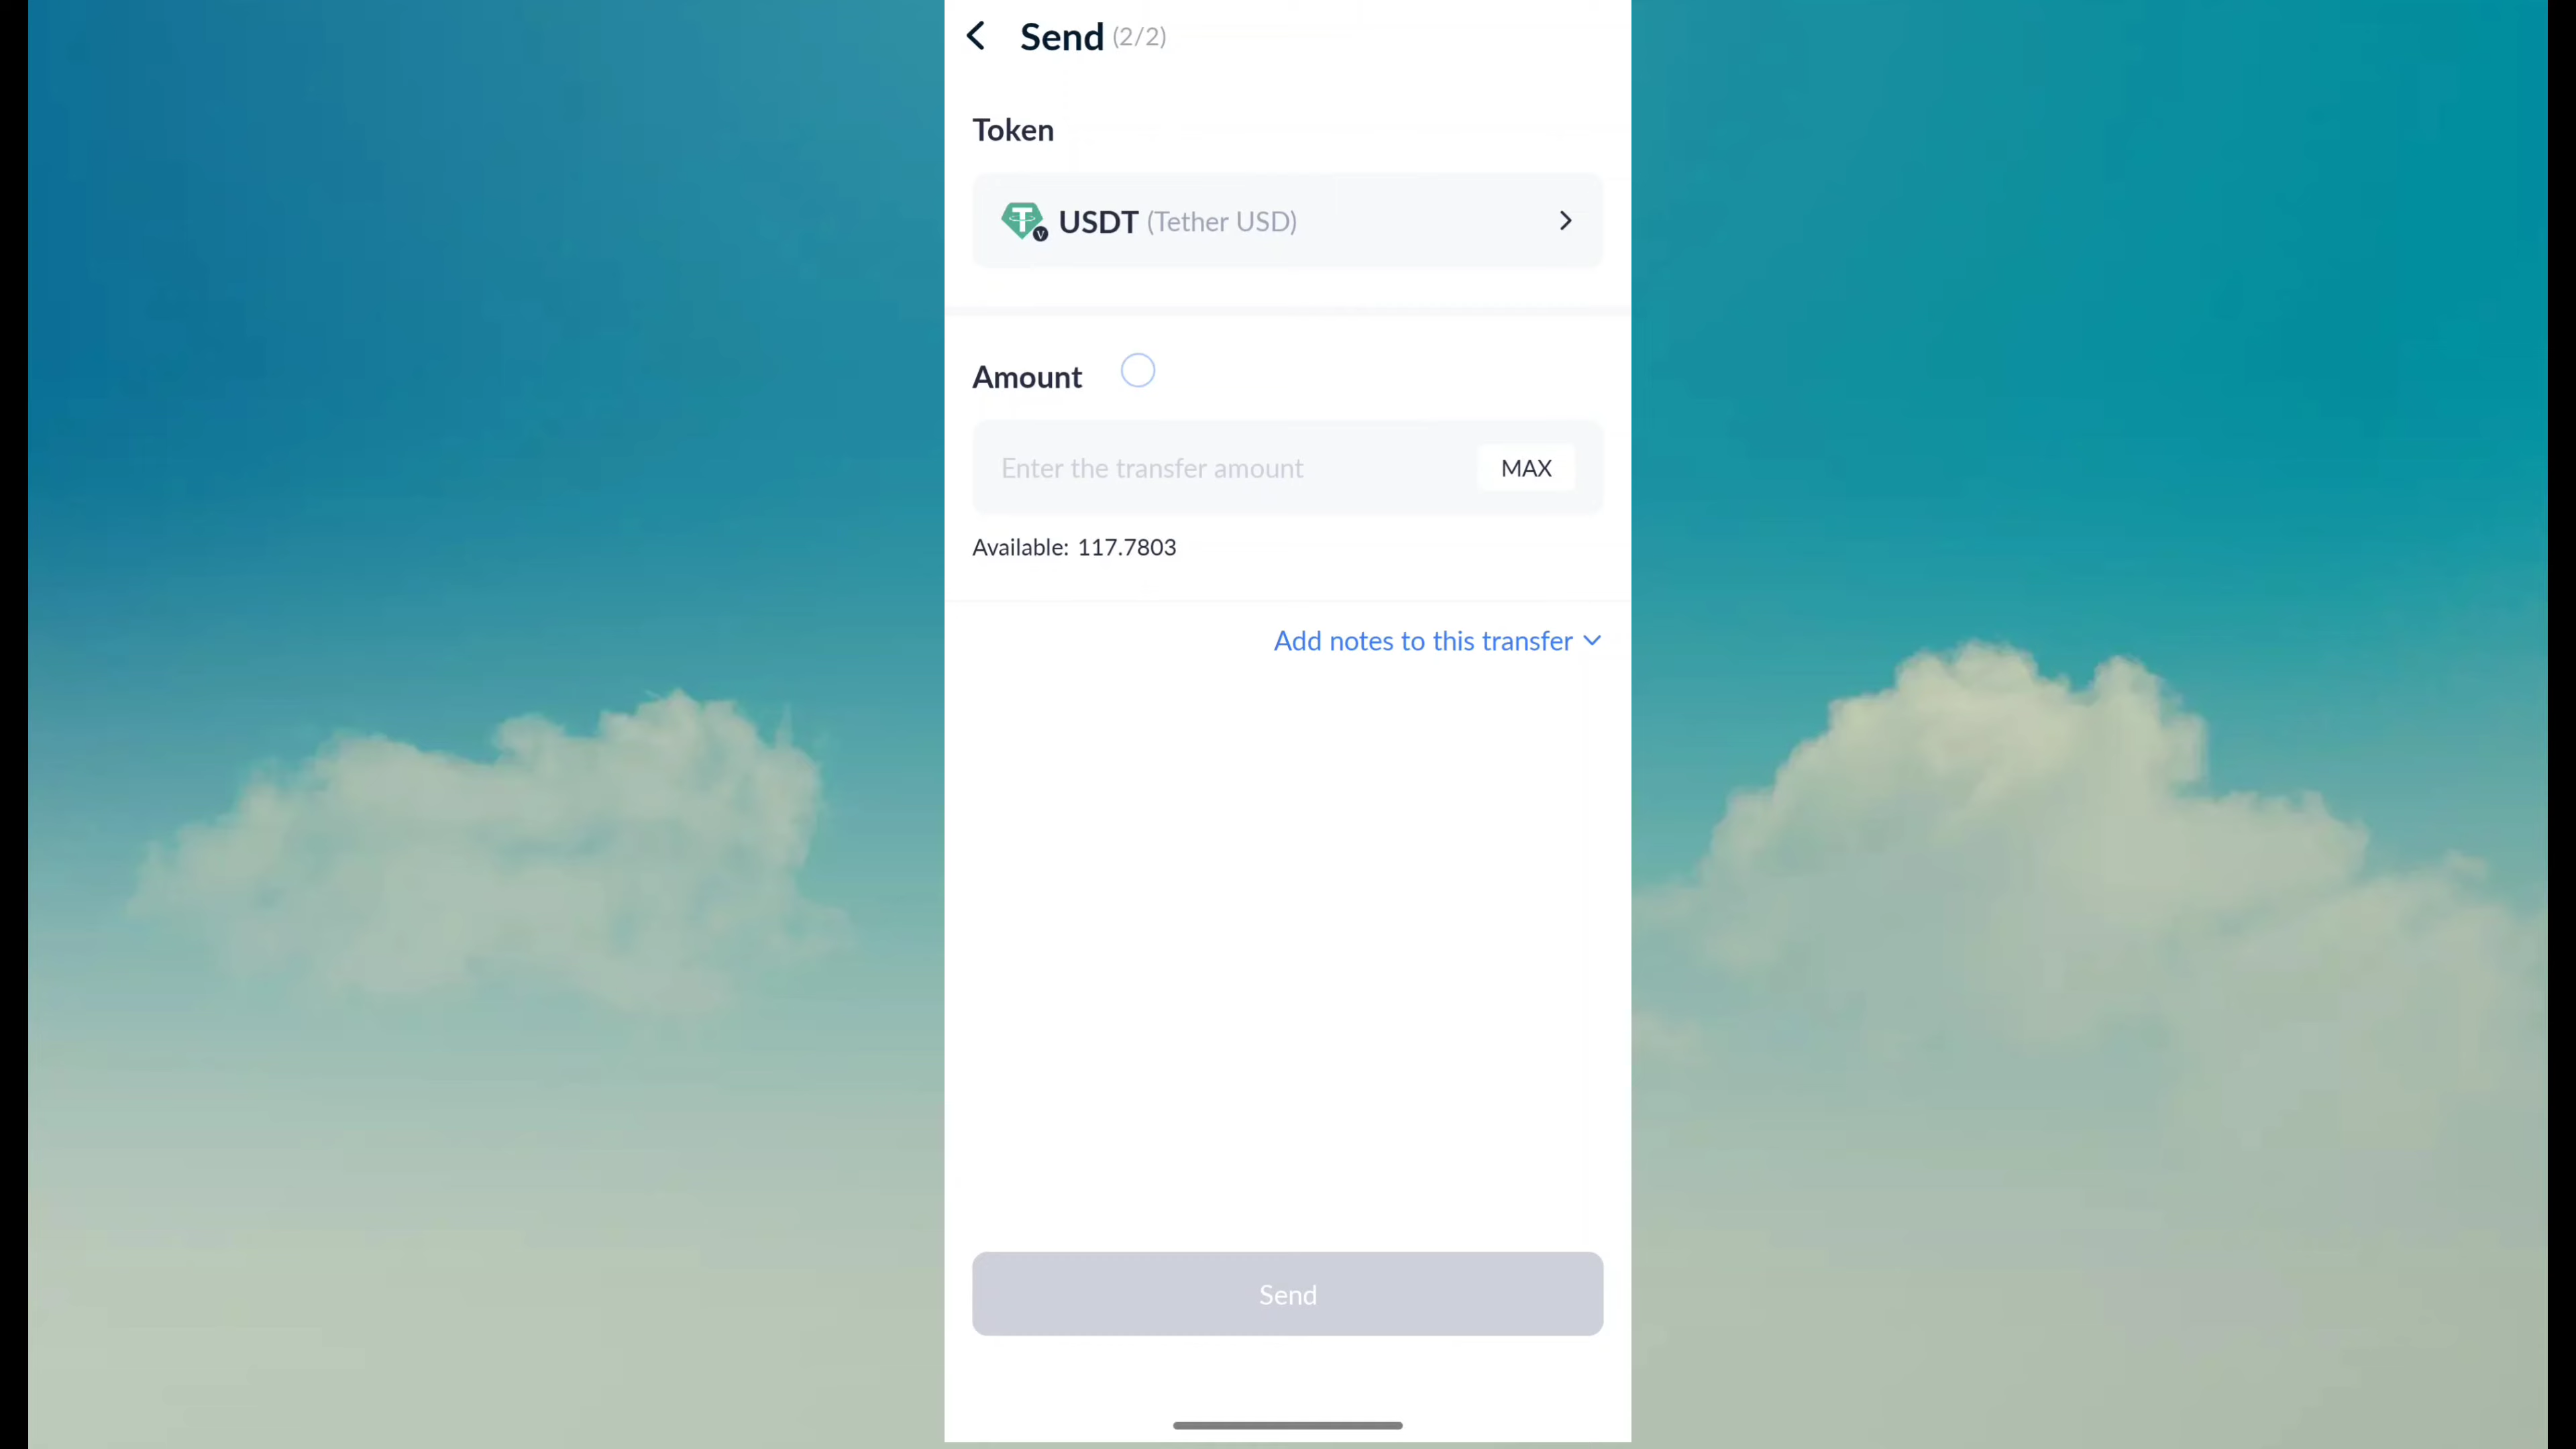 Send (2/2)
Token
USDT (Tether USD)
Amount
Enter the transfer amount
MAX
Available: 117.7803
Add notes to this transfer
Send